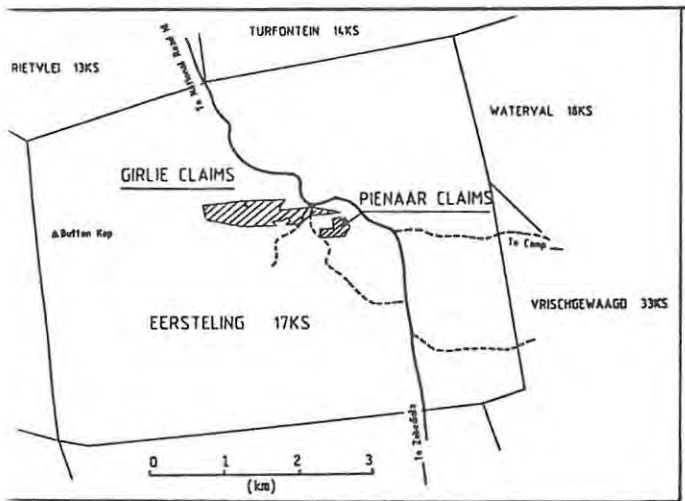 TURFONTEIN 14KS
RIETVLEI 13KS
To National Road N1
WATERVAL 18KS
GIRLIE CLAIMS
PIENAAR CLAIMS
Button Kop
To Camp
EERSTELING 17KS
VRISCHGEWAAGD 33KS
To Zebediela
0 1 2 3
(km)